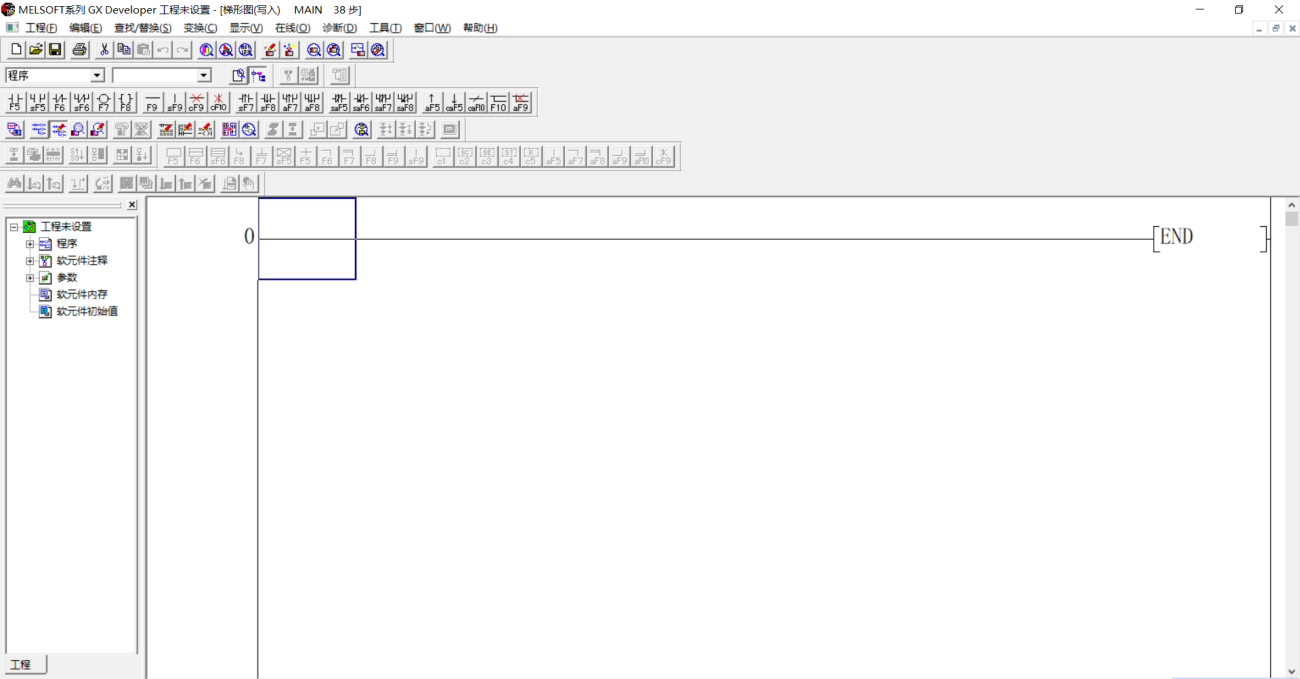 MELSOFT系列 GX Developer 工程未设置 - [梯形图(写入)    MAIN    38 步]
工程(F) 编辑(E) 查找/替换(S) 变换(C) 显示(V) 在线(O) 诊断(D) 工具(T) 窗口(W) 帮助(H)
程序
F5 sF5 F6 sF6 F7 F8 F9 sF9 cF9 cF10 sF7 sF8 aF7 aF8 saF5 saF6 saF7 saF8 aF5 caF5 caF10 F10 aF9
F5 F6 sF6 F8 F7 sF5 F5 F6 F7 F8 F9 sF9 c1 c2 c3 c4 c5 aF5 aF7 aF8 aF9 aF10 cF9
工程未设置
程序
软元件注释
参数
软元件内存
软元件初始值
0
[END ]
工程